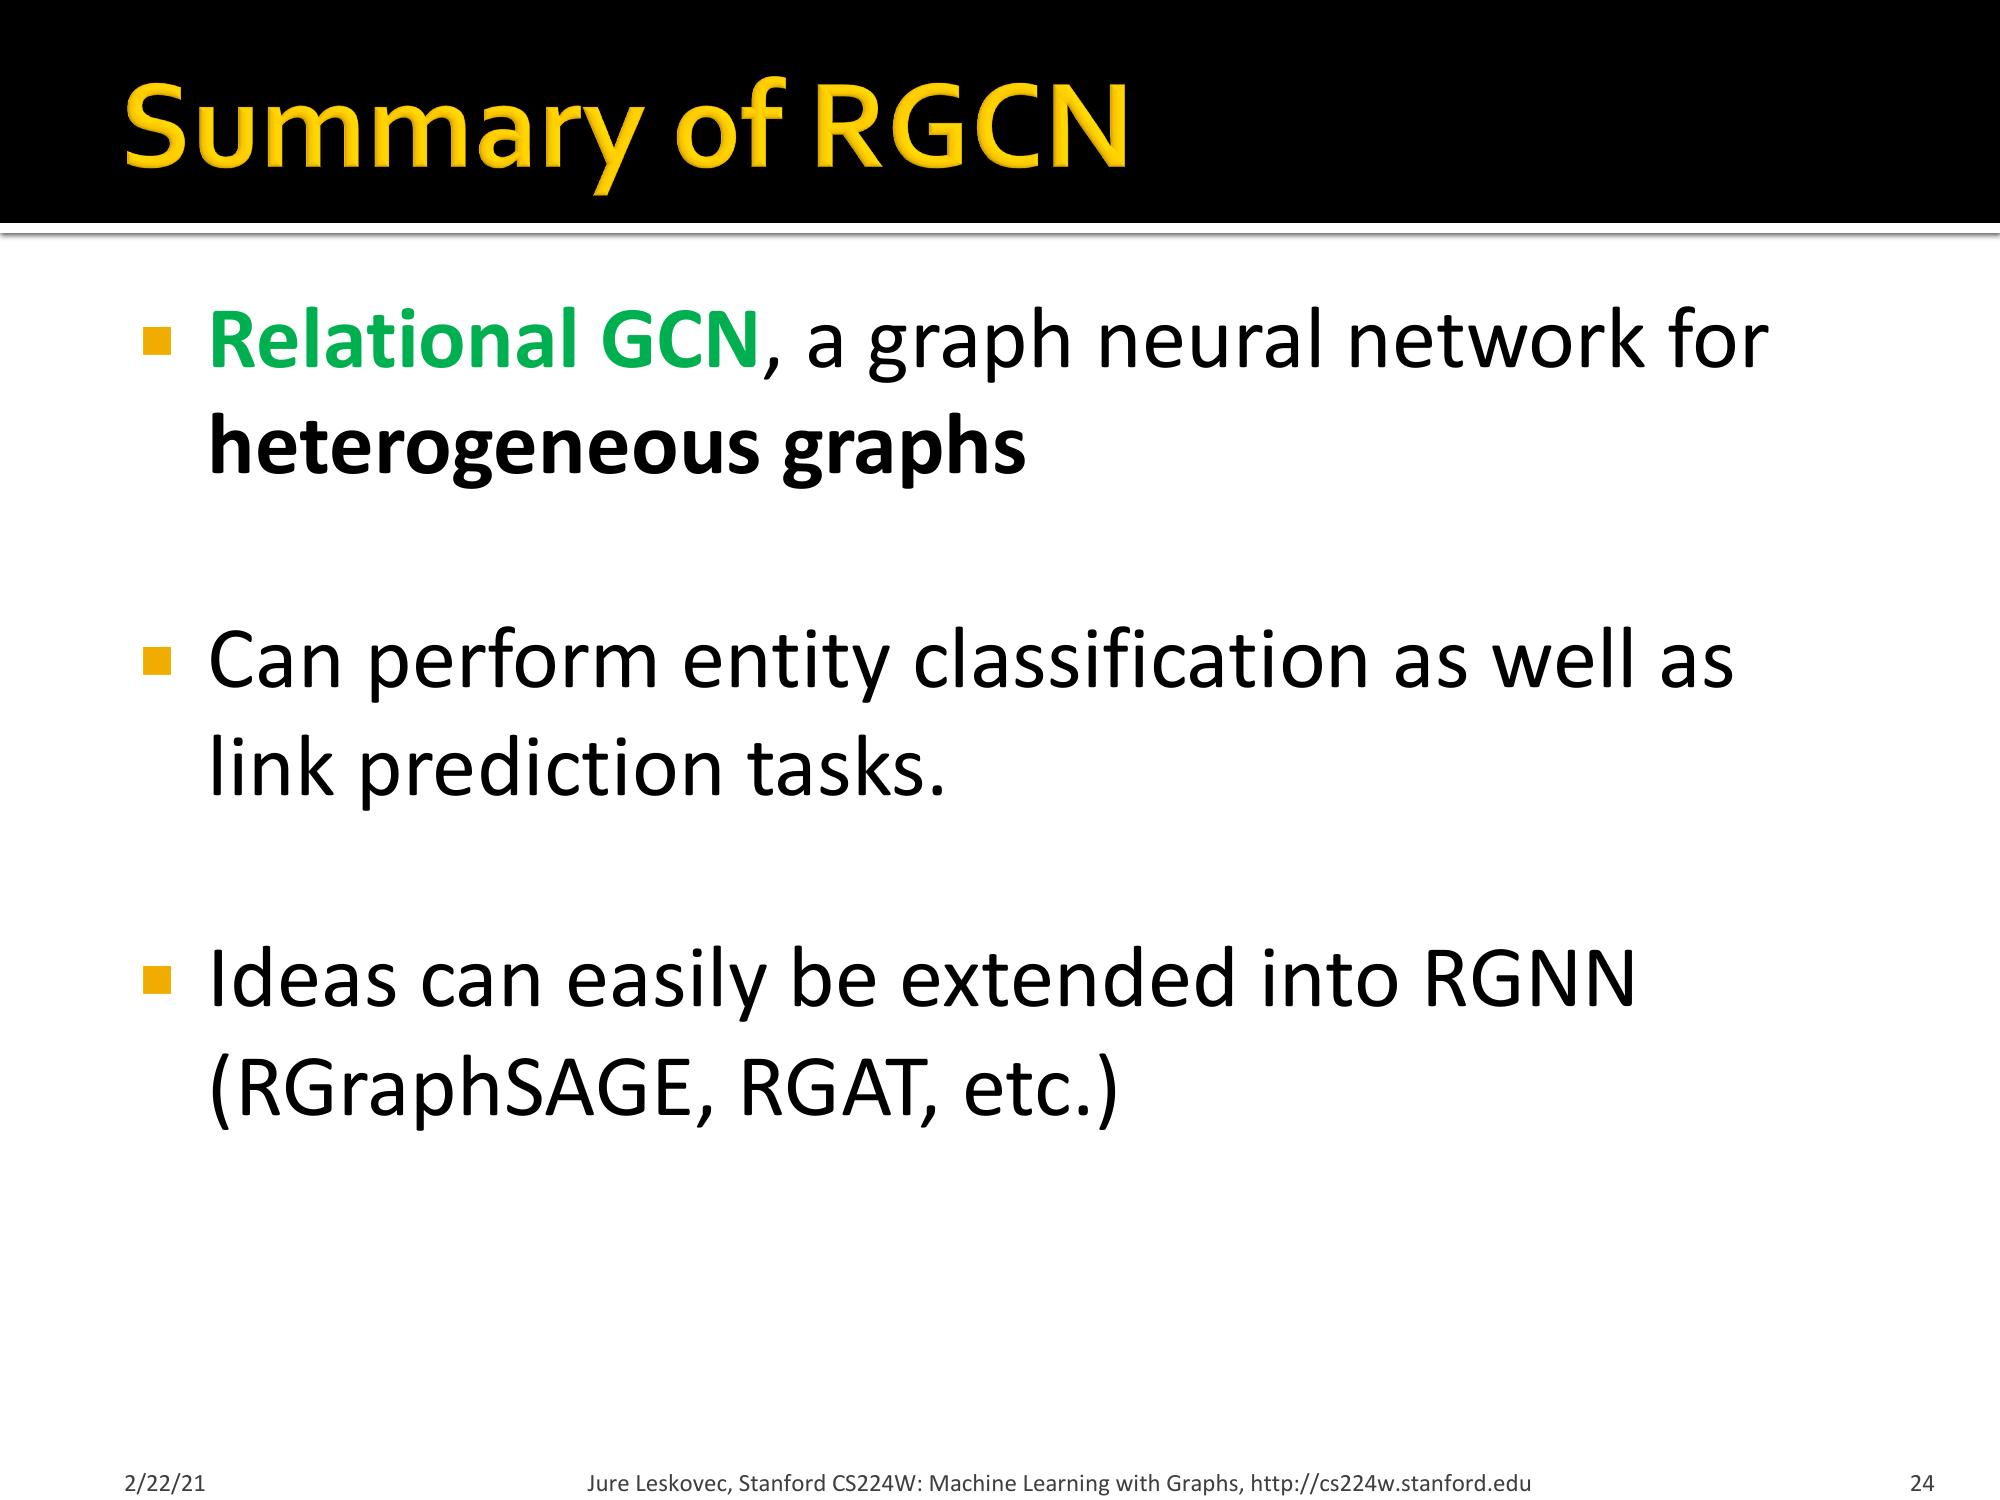 Summary of RGCN
Relational GCN, a graph neural network for
heterogeneous graphs
Can perform entity classification as well as
link prediction tasks.
Ideas can easily be extended into RGNN
(RGraphSAGE, RGAT, etc.)
2/22/21
Jure Leskovec, Stanford CS224W: Machine Learning with Graphs, http://cs224w.stanford.edu
24